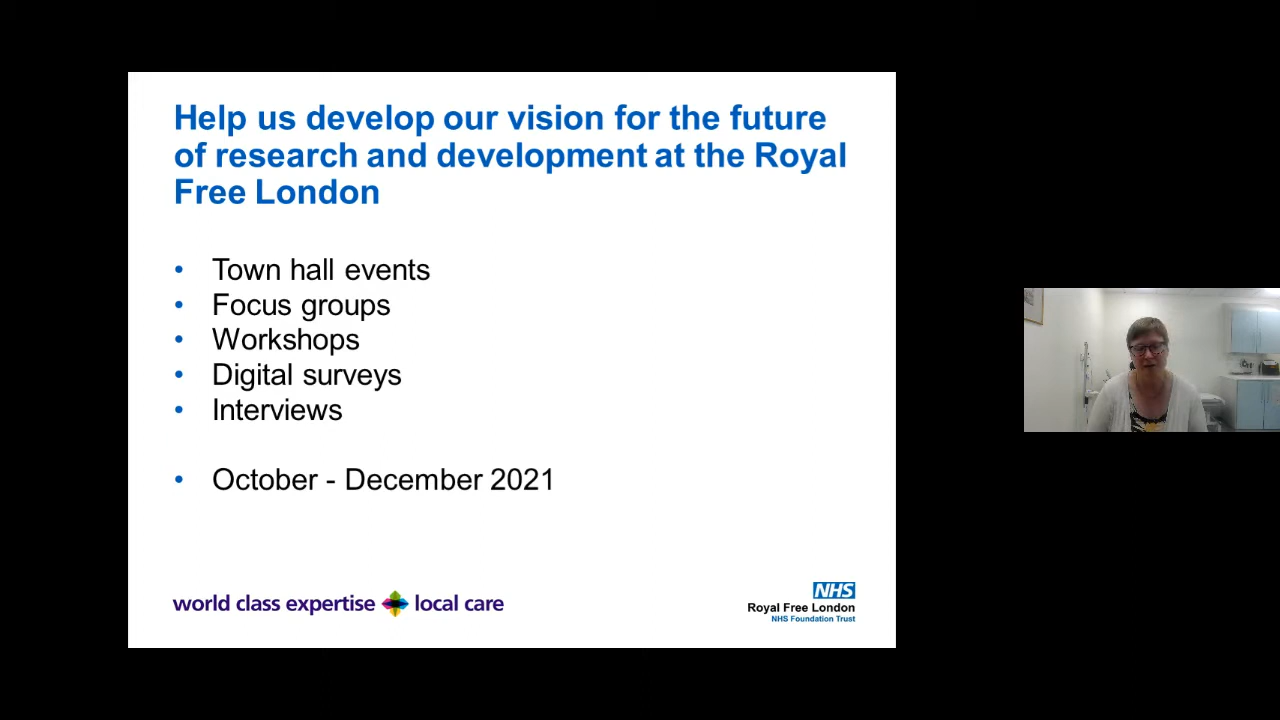 Help us develop our vision for the future
of research and development at the Royal
Free London
• Town hall events
• Focus groups
• Workshops
• Digital surveys
• Interviews
• October - December 2021
world class expertise local care
NHS
Royal Free London
NHS Foundation Trust